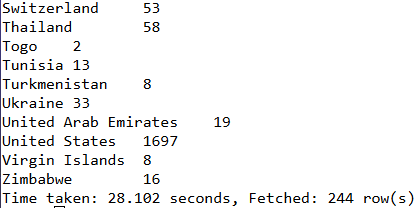 Switzerland 53
Thailand 58
Togo 2
Tunisia 13
Turkmenistan 8
Ukraine 33
United Arab Emirates 19
United States 1697
Virgin Islands 8
Zimbabwe 16
Time taken: 28.102 seconds, Fetched: 244 row(s)